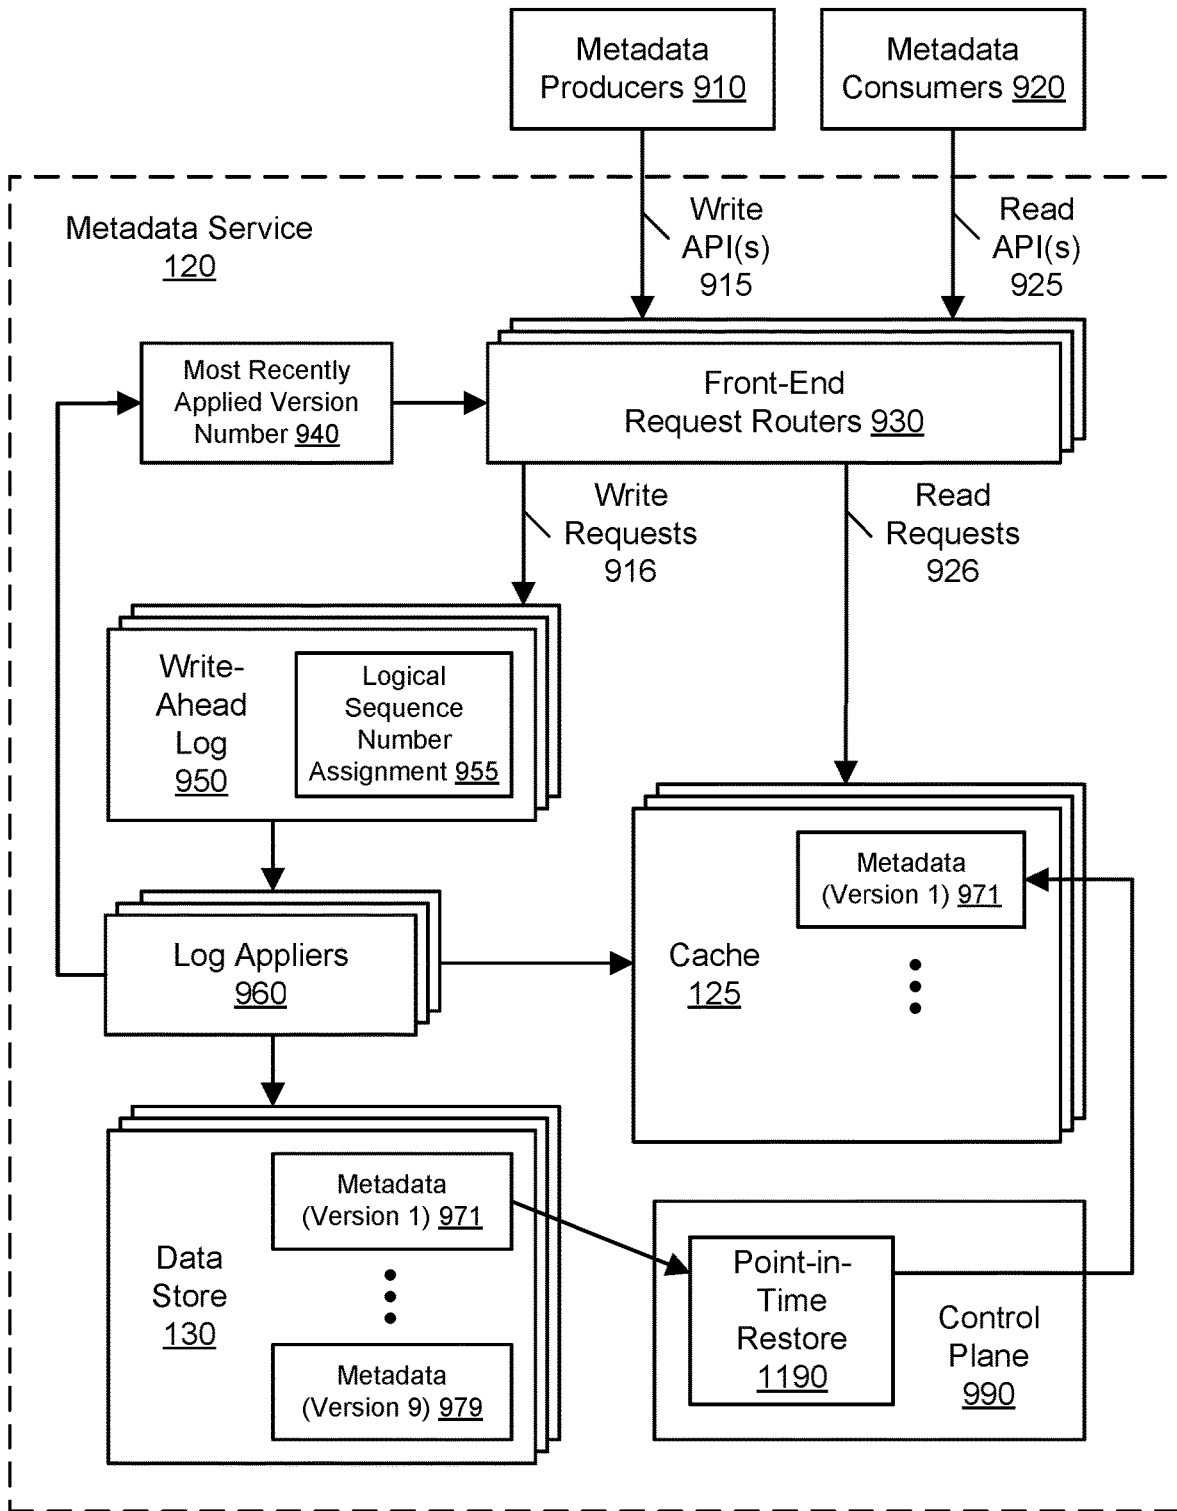 Metadata
Producers 910
Metadata
Consumers 920
Metadata Service
120
Write
API(s)
915
Read
API(s)
925
Most Recently
Applied Version
Number 940
Front-End
Request Routers 930
Write
Requests
916
Read
Requests
926
Write-
Ahead
Log
950
Logical
Sequence
Number
Assignment 955
Metadata
(Version 1) 971
Cache
125
Log Appliers
960
Data
Store
130
Metadata
(Version 1) 971
Metadata
(Version 9) 979
Point-in-
Time
Restore
1190
Control
Plane
990